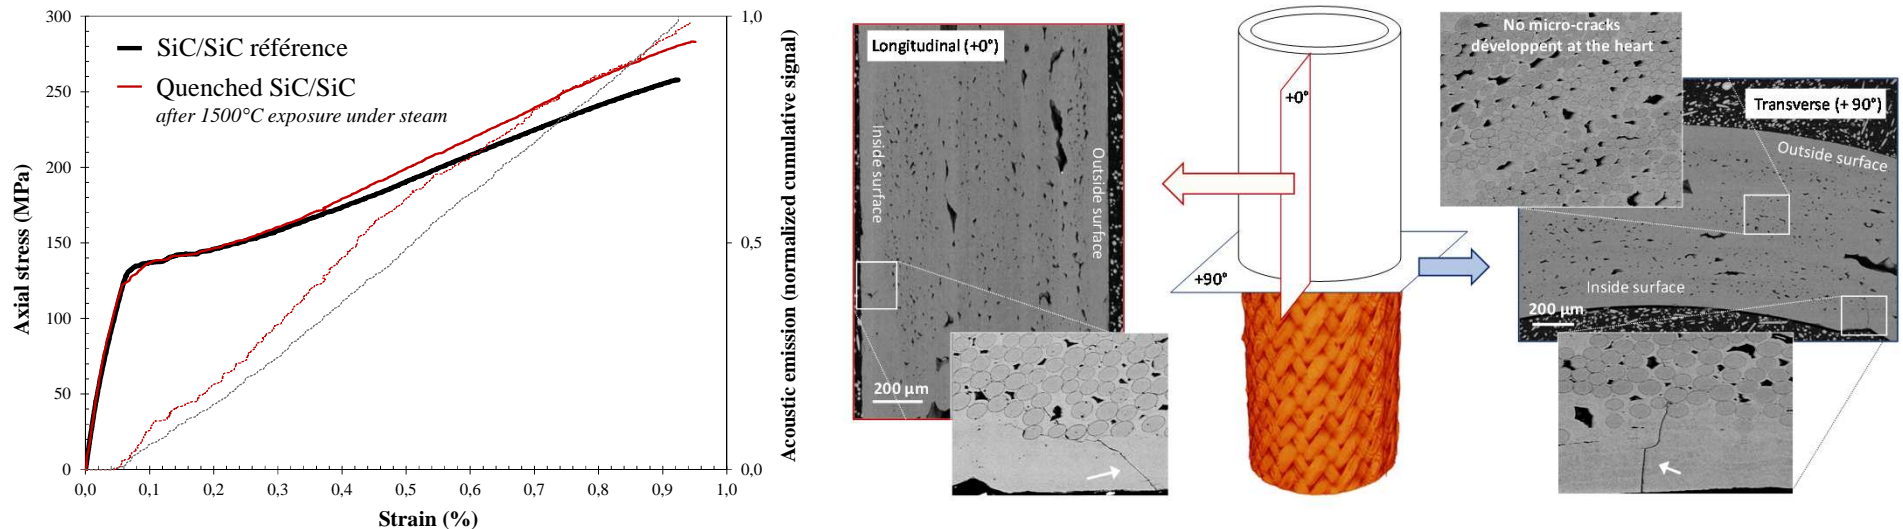 300
250
200
150
100
50
0
Axial stress (MPa)
SiC/SiC référence
Quenched SiC/SiC
after 1500°C exposure under steam
0,0
0,1
0,2
0,3
0,4
0,5
0,6
0,7
0,8
0,9
1,0
Strain (%)
1,0
0,5
0,0
Acoustic emission (normalized cumulative signal)
Longitudinal (+0°)
Inside surface
Outside surface
200 µm
+0°
+90°
No micro-cracks
développent at the heart
Transverse (+ 90°)
Outside surface
Inside surface
200 µm